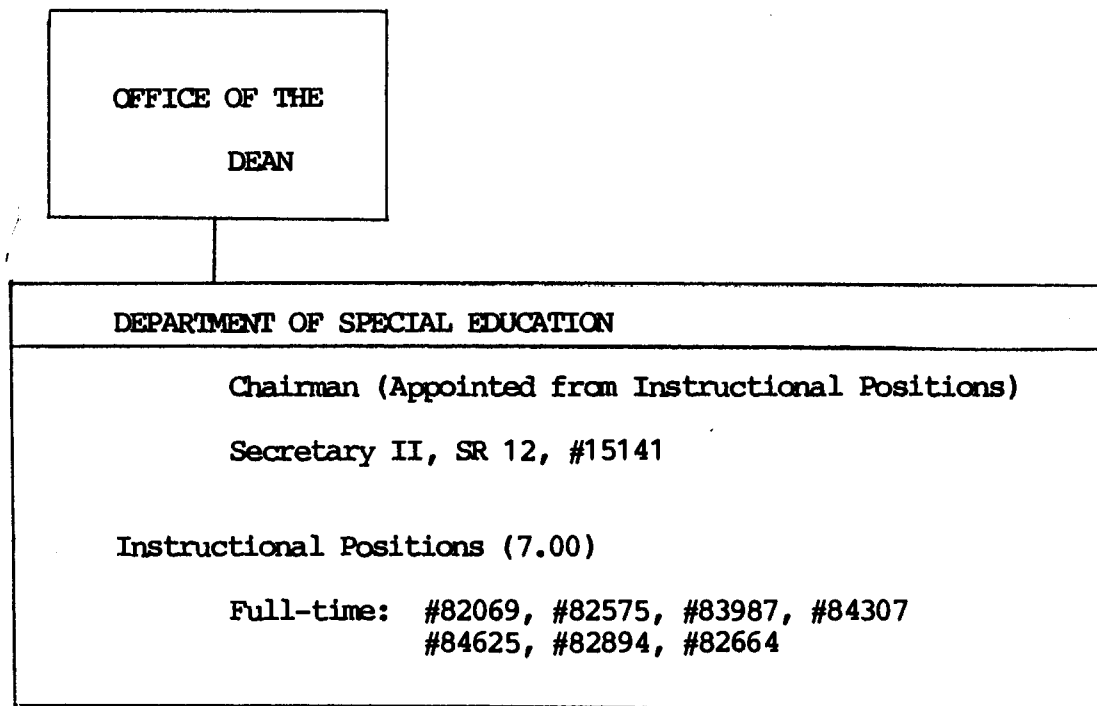 OFFICE OF THE
DEAN
DEPARTMENT OF SPECIAL EDUCATION
Chairman (Appointed from Instructional Positions)
Secretary II, SR 12, #15141
Instructional Positions (7.00)
Full-time: #82069, #82575, #83987, #84307
#84625, #82894, #82664